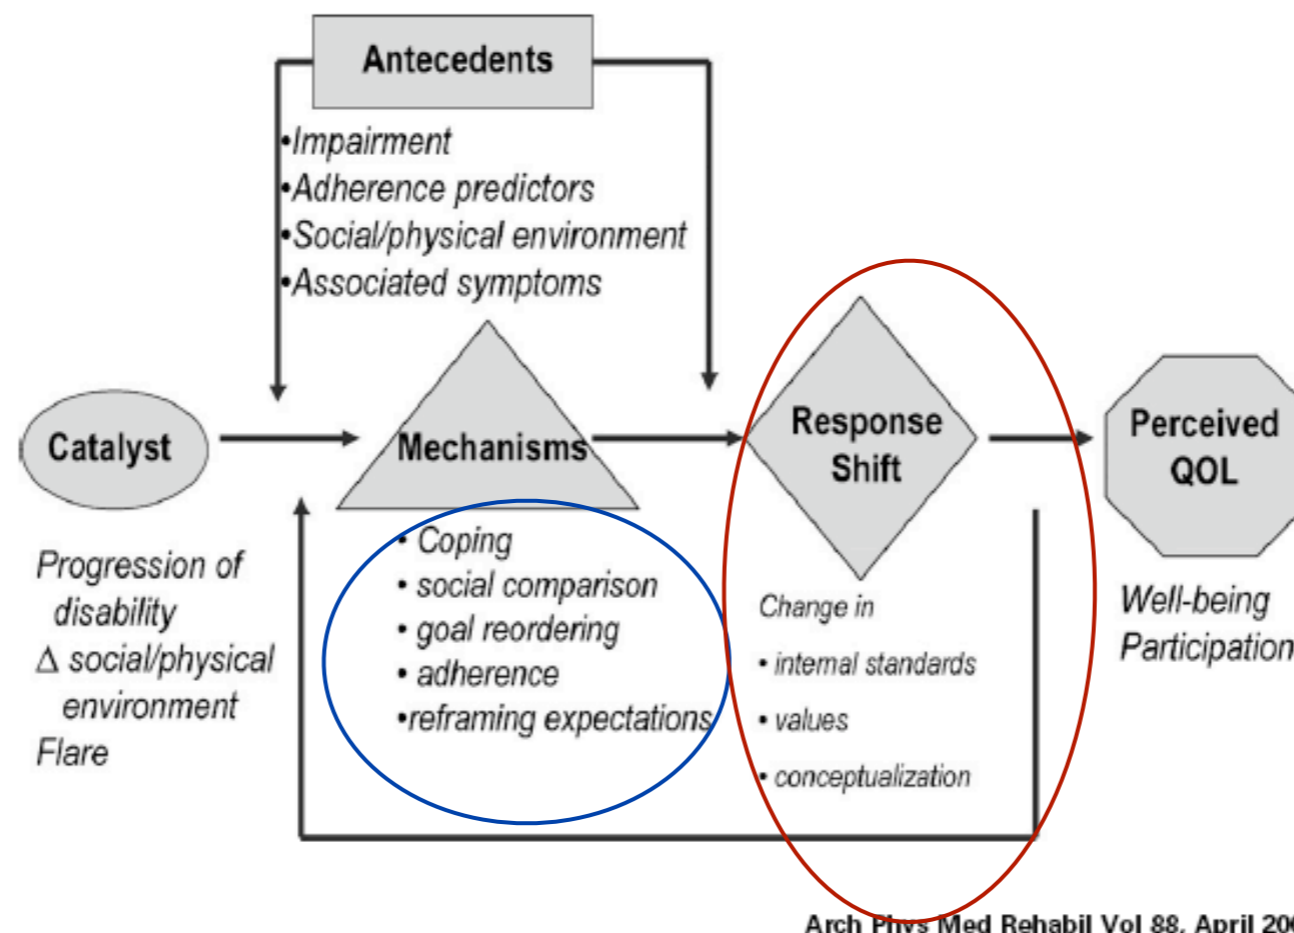 Antecedents
•Impairment
•Adherence predictors
•Social/physical environment
•Associated symptoms
Catalyst
Progression of
disability
Δ social/physical
environment
Flare
Mechanisms
• Coping
• social comparison
• goal reordering
• adherence
•reframing expectations
Response
Shift
Change in
• internal standards
• values
• conceptualization
Perceived
QOL
Well-being
Participation
Arch Phys Med Rehabil Vol 88, April